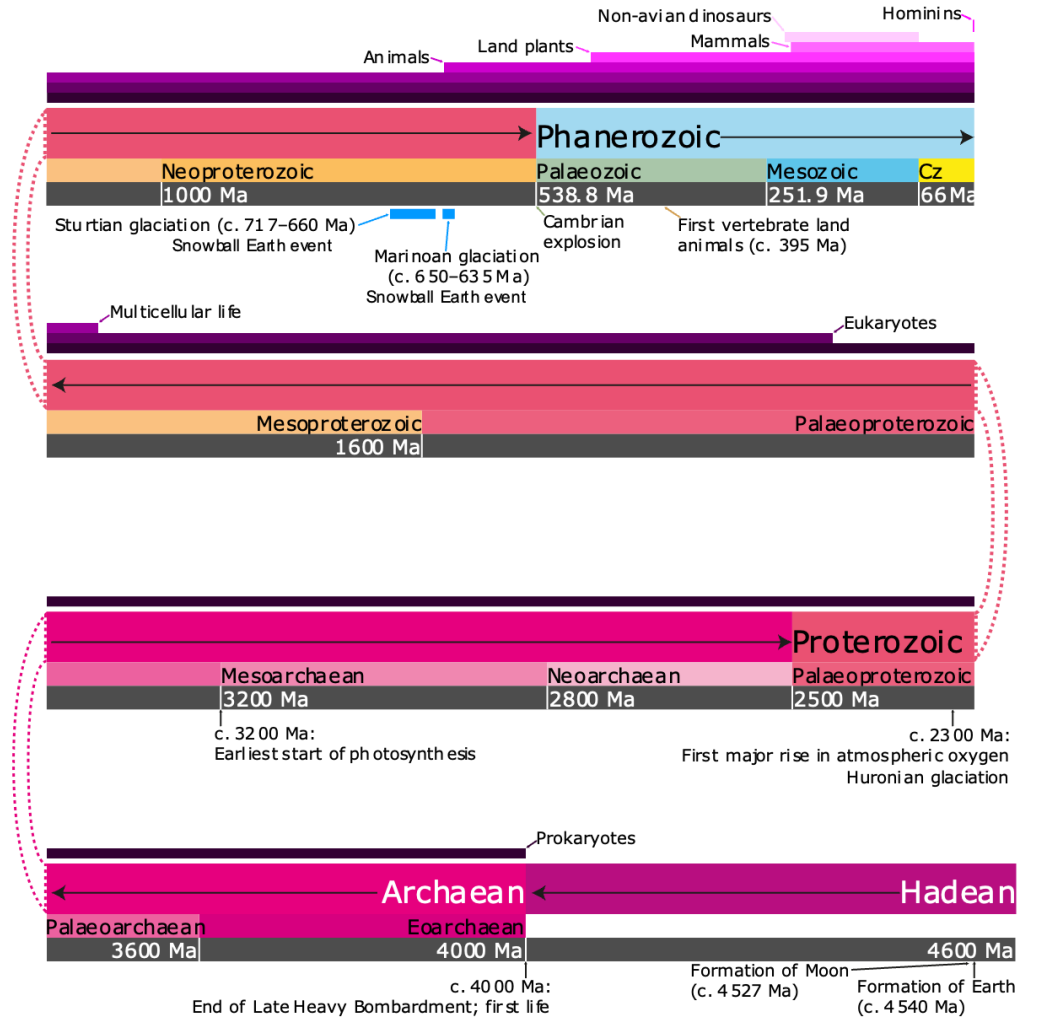 Non-avian dinosaurs
Hominins
Land plants
Mammals
Animals
Phanerozoic
Neoproterozoic
Palaeozoic
Mesozoic
Cz
1000 Ma
538.8 Ma
251.9 Ma
66Ma
Sturtian glaciation (c. 717–660 Ma)
Snowball Earth event
Marinoan glaciation
(c. 650–635 Ma)
Snowball Earth event
Cambrian
explosion
First vertebrate land
animals (c. 395 Ma)
Multicellular life
Eukaryotes
Mesoproterozoic
Palaeoproterozoic
1600 Ma
Proterozoic
Mesoarchaean
Neoarchaean
Palaeoproterozoic
3200 Ma
2800 Ma
2500 Ma
c. 3200 Ma:
Earliest start of photosynthesis
c. 2300 Ma:
First major rise in atmospheric oxygen
Huronian glaciation
Prokaryotes
Archaean
Hadean
Palaeoarchaean
Eoarchaean
3600 Ma
4000 Ma
4600 Ma
c. 4000 Ma:
End of Late Heavy Bombardment; first life
Formation of Moon
(c. 4527 Ma)
Formation of Earth
(c. 4540 Ma)